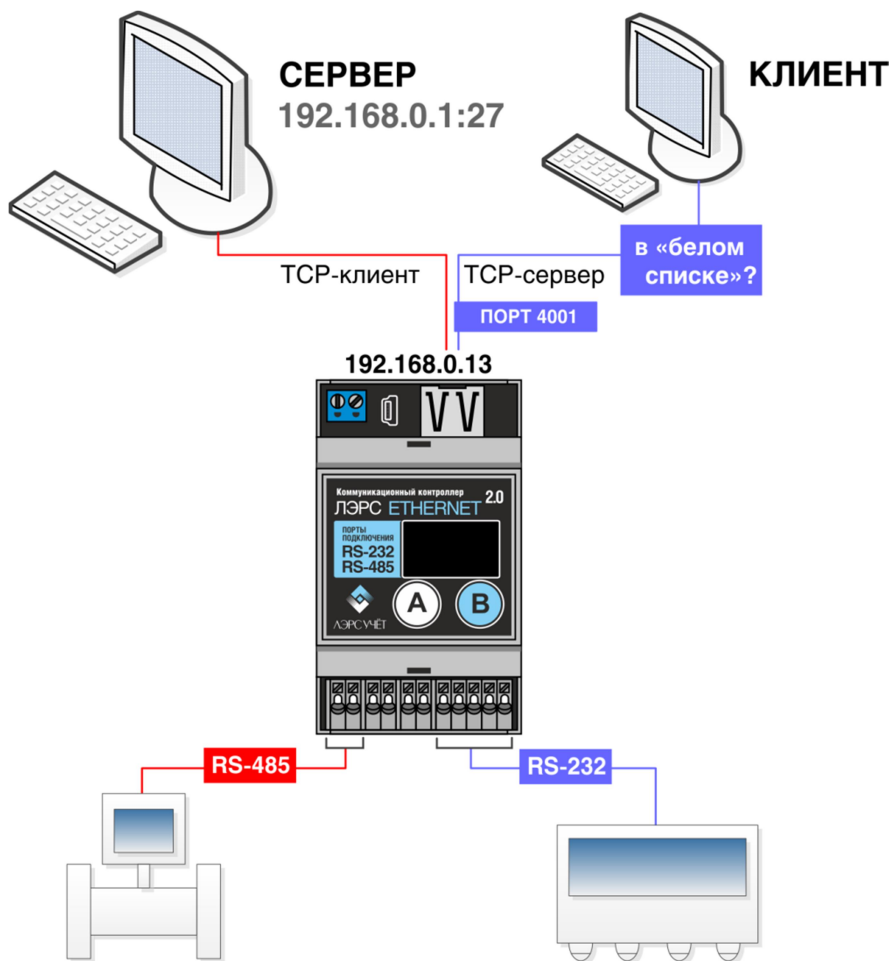 СЕРВЕР
192.168.0.1:27
КЛИЕНТ
в «белом
списке»?
TCP-клиент
TCP-сервер
ПОРТ 4001
192.168.0.13
Коммуникационный контроллер
ЛЭРС ETHERNET 2.0
ПОРТЫ
ПОДКЛЮЧЕНИЯ
RS-232
RS-485
A
B
ЛЭРС УЧЁТ
RS-485
RS-232